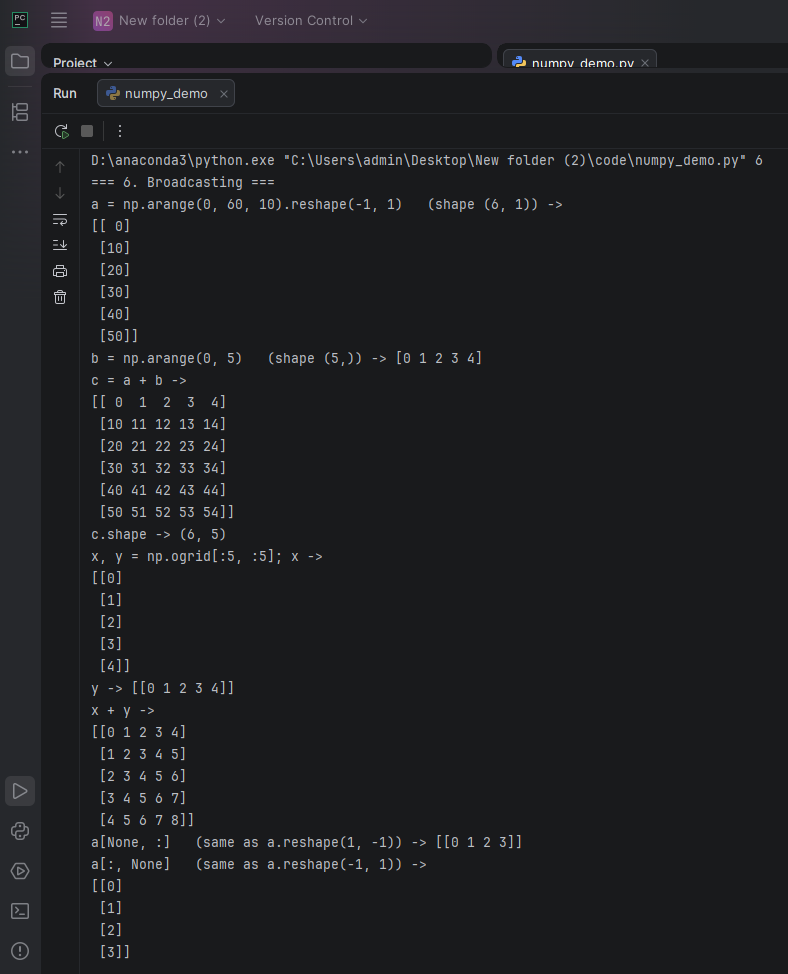 PC
N2 New folder (2)
Version Control
Project
numpy_demo.py
Run
numpy_demo
D:\anaconda3\python.exe "C:\Users\admin\Desktop\New folder (2)\code\numpy_demo.py" 6
=== 6. Broadcasting ===
a = np.arange(0, 60, 10).reshape(-1, 1)   (shape (6, 1)) ->
[[ 0]
 [10]
 [20]
 [30]
 [40]
 [50]]
b = np.arange(0, 5)   (shape (5,)) -> [0 1 2 3 4]
c = a + b ->
[[ 0  1  2  3  4]
 [10 11 12 13 14]
 [20 21 22 23 24]
 [30 31 32 33 34]
 [40 41 42 43 44]
 [50 51 52 53 54]]
c.shape -> (6, 5)
x, y = np.ogrid[:5, :5]; x ->
[[0]
 [1]
 [2]
 [3]
 [4]]
y -> [[0 1 2 3 4]]
x + y ->
[[0 1 2 3 4]
 [1 2 3 4 5]
 [2 3 4 5 6]
 [3 4 5 6 7]
 [4 5 6 7 8]]
a[None, :]   (same as a.reshape(1, -1)) -> [[0 1 2 3]]
a[:, None]   (same as a.reshape(-1, 1)) ->
[[0]
 [1]
 [2]
 [3]]